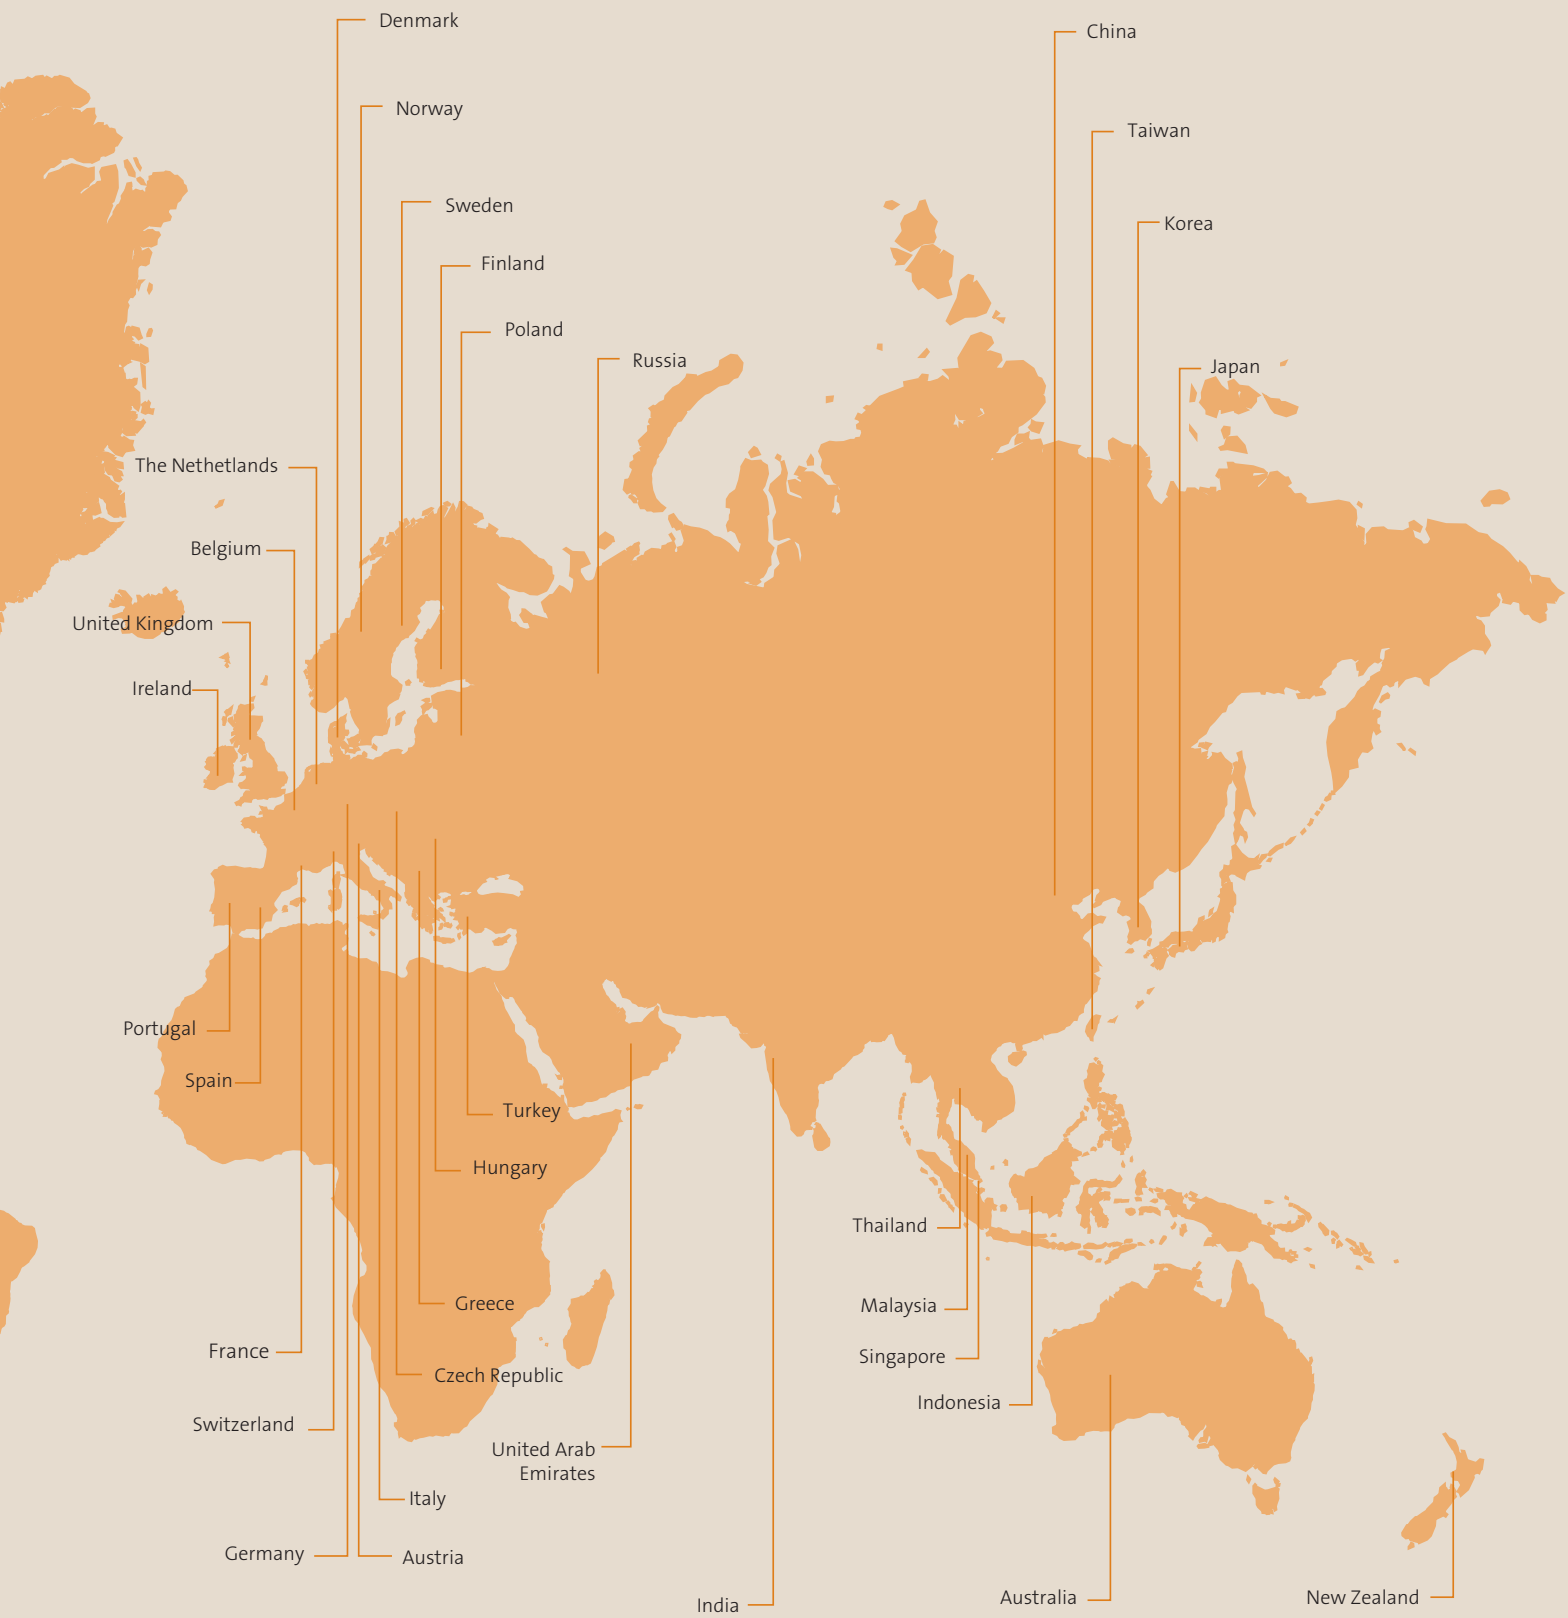 Denmark
China
Norway
Taiwan
Sweden
Korea
Finland
Poland
Russia
Japan
The Nethetlands
Belgium
United Kingdom
Ireland
Portugal
Spain
Turkey
Hungary
Thailand
Greece
Malaysia
France
Singapore
Czech Republic
Indonesia
Switzerland
United Arab
Emirates
Italy
Germany
Austria
Australia
New Zealand
India